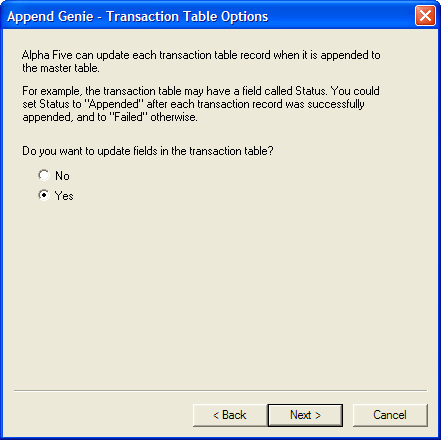 Append Genie - Transaction Table Options
Alpha Five can update each transaction table record when it is appended to
the master table.
For example, the transaction table may have a field called Status. You could
set Status to "Appended" after each transaction record was successfully
appended, and to "Failed" otherwise.
Do you want to update fields in the transaction table?
No
Yes
< Back
Next >
Cancel